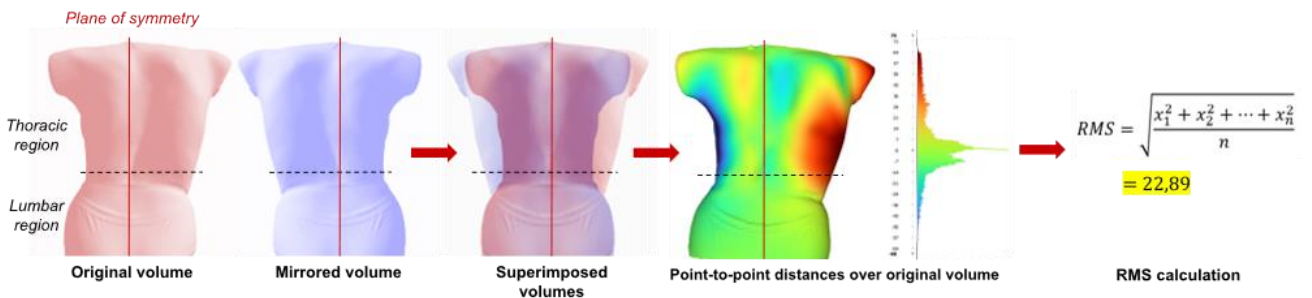 Plane of symmetry
Thoracic
region
Lumbar
region
RMS = √((x₁² + x₂² + ⋯ + xₙ²)/n)
= 22,89
Original volume
Mirrored volume
Superimposed
volumes
Point-to-point distances over original volume
RMS calculation